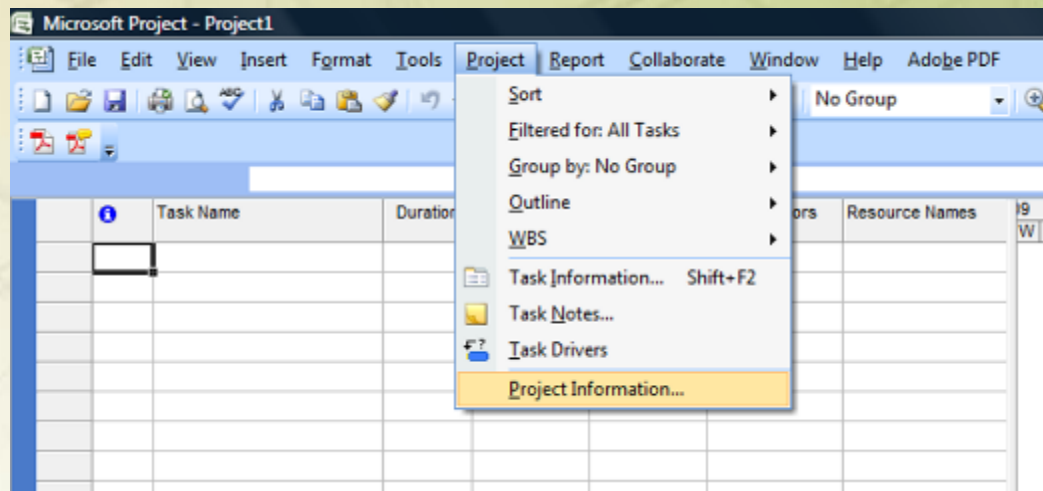 Microsoft Project - Project1
File Edit View Insert Format Tools Project Report Collaborate Window Help Adobe PDF
Sort
No Group
Filtered for: All Tasks
Group by: No Group
Task Name Duration ors Resource Names 09
Outline
W
WBS
Task Information... Shift+F2
Task Notes...
Task Drivers
Project Information...